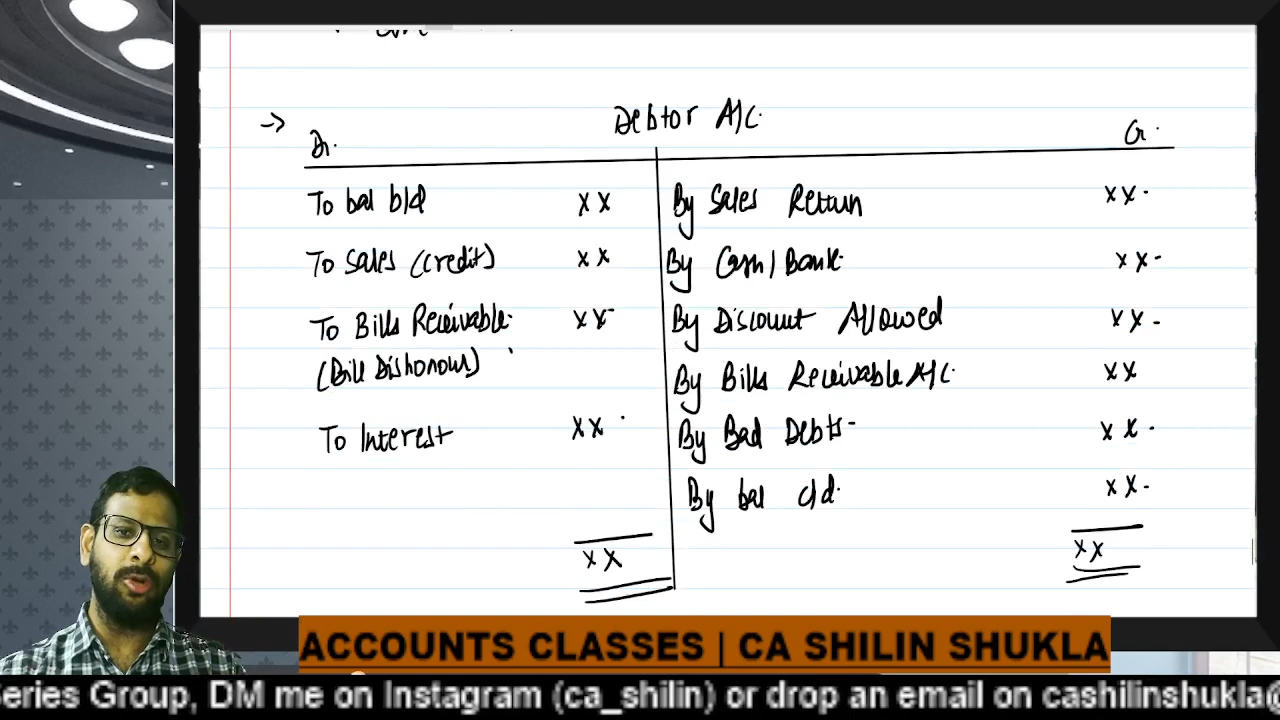 → Debtor A/C.
Dr. Cr.
To bal b/d xx By Sales Return xx.
To Sales (credit) xx By Cash/Bank. xx.
To Bills Receivable. xx By Discount Allowed xx.
(Bill Dishonour)
By Bills Receivable A/C. xx
To Interest xx. By Bad Debts xx.
By bal c/d. xx.
xx xx
ACCOUNTS CLASSES | CA SHILIN SHUKLA
Series Group, DM me on Instagram (ca_shilin) or drop an email on cashilinshukla@